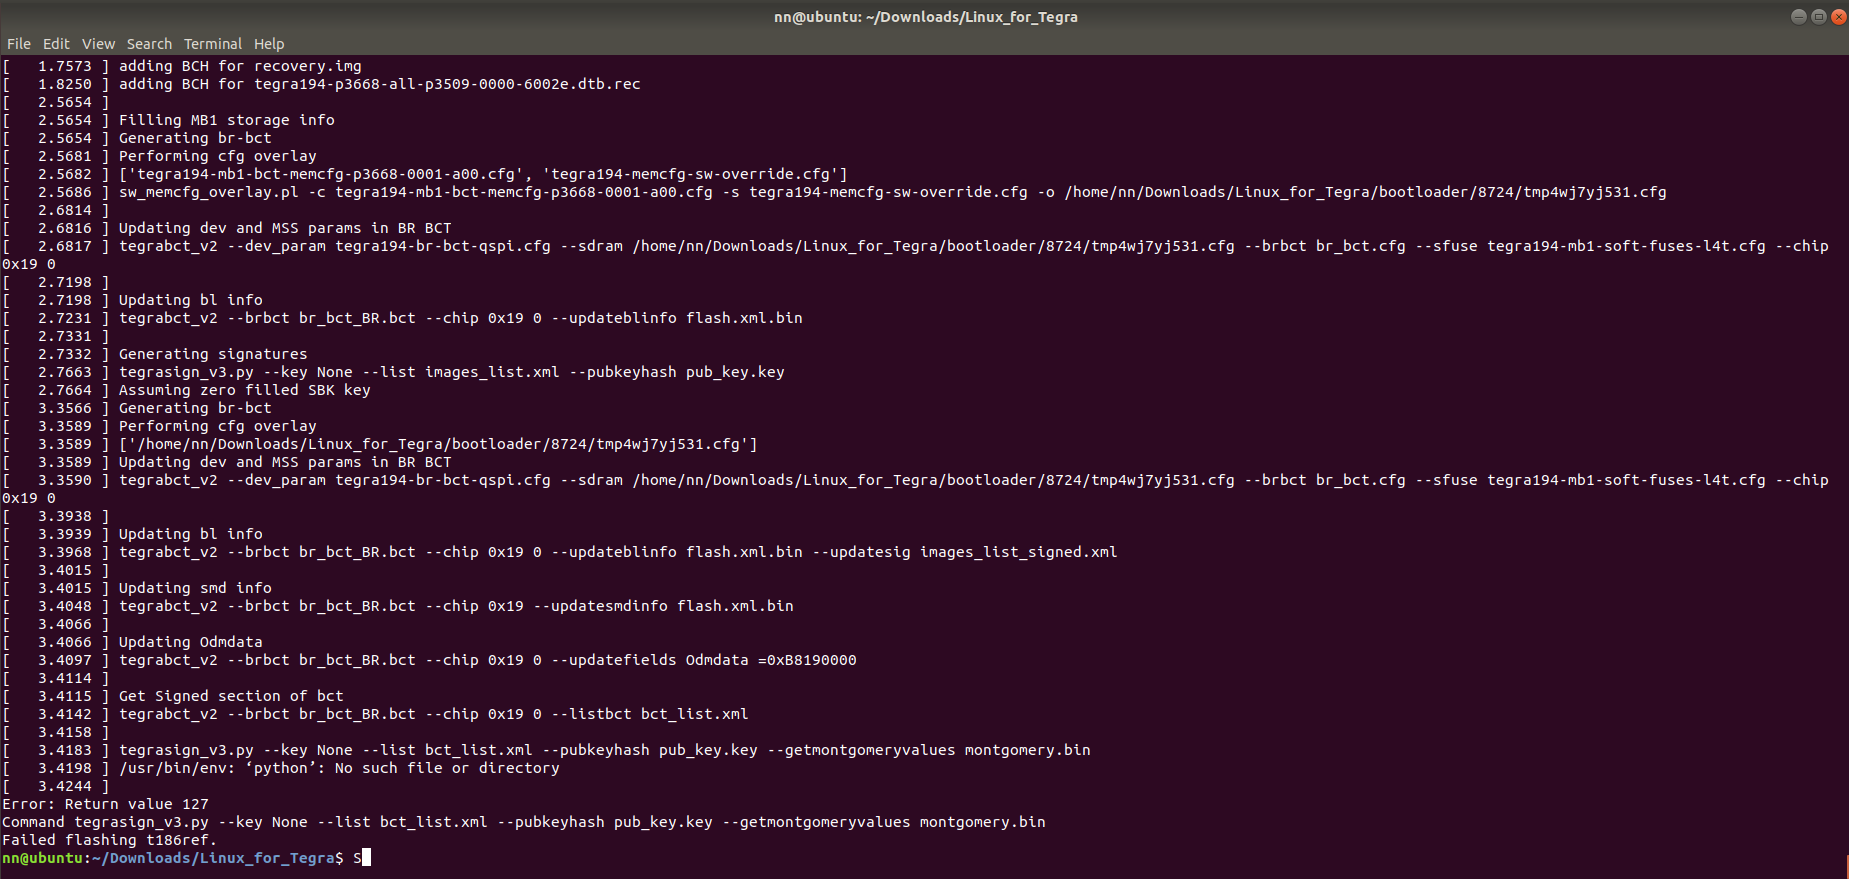 nn@ubuntu: ~/Downloads/Linux_for_Tegra
File Edit View Search Terminal Help
[   1.7573 ] adding BCH for recovery.img
[   1.8250 ] adding BCH for tegra194-p3668-all-p3509-0000-6002e.dtb.rec
[   2.5654 ]
[   2.5654 ] Filling MB1 storage info
[   2.5654 ] Generating br-bct
[   2.5681 ] Performing cfg overlay
[   2.5682 ] ['tegra194-mb1-bct-memcfg-p3668-0001-a00.cfg', 'tegra194-memcfg-sw-override.cfg']
[   2.5686 ] sw_memcfg_overlay.pl -c tegra194-mb1-bct-memcfg-p3668-0001-a00.cfg -s tegra194-memcfg-sw-override.cfg -o /home/nn/Downloads/Linux_for_Tegra/bootloader/8724/tmp4wj7yj531.cfg
[   2.6814 ]
[   2.6816 ] Updating dev and MSS params in BR BCT
[   2.6817 ] tegrabct_v2 --dev_param tegra194-br-bct-qspi.cfg --sdram /home/nn/Downloads/Linux_for_Tegra/bootloader/8724/tmp4wj7yj531.cfg --brbct br_bct.cfg --sfuse tegra194-mb1-soft-fuses-l4t.cfg --chip
0x19 0
[   2.7198 ]
[   2.7198 ] Updating bl info
[   2.7231 ] tegrabct_v2 --brbct br_bct_BR.bct --chip 0x19 0 --updateblinfo flash.xml.bin
[   2.7331 ]
[   2.7332 ] Generating signatures
[   2.7663 ] tegrasign_v3.py --key None --list images_list.xml --pubkeyhash pub_key.key
[   2.7664 ] Assuming zero filled SBK key
[   3.3566 ] Generating br-bct
[   3.3589 ] Performing cfg overlay
[   3.3589 ] ['/home/nn/Downloads/Linux_for_Tegra/bootloader/8724/tmp4wj7yj531.cfg']
[   3.3589 ] Updating dev and MSS params in BR BCT
[   3.3590 ] tegrabct_v2 --dev_param tegra194-br-bct-qspi.cfg --sdram /home/nn/Downloads/Linux_for_Tegra/bootloader/8724/tmp4wj7yj531.cfg --brbct br_bct.cfg --sfuse tegra194-mb1-soft-fuses-l4t.cfg --chip
0x19 0
[   3.3938 ]
[   3.3939 ] Updating bl info
[   3.3968 ] tegrabct_v2 --brbct br_bct_BR.bct --chip 0x19 0 --updateblinfo flash.xml.bin --updatesig images_list_signed.xml
[   3.4015 ]
[   3.4015 ] Updating smd info
[   3.4048 ] tegrabct_v2 --brbct br_bct_BR.bct --chip 0x19 --updatesmdinfo flash.xml.bin
[   3.4066 ]
[   3.4066 ] Updating Odmdata
[   3.4097 ] tegrabct_v2 --brbct br_bct_BR.bct --chip 0x19 0 --updatefields Odmdata =0xB8190000
[   3.4114 ]
[   3.4115 ] Get Signed section of bct
[   3.4142 ] tegrabct_v2 --brbct br_bct_BR.bct --chip 0x19 0 --listbct bct_list.xml
[   3.4158 ]
[   3.4183 ] tegrasign_v3.py --key None --list bct_list.xml --pubkeyhash pub_key.key --getmontgomeryvalues montgomery.bin
[   3.4198 ] /usr/bin/env: ‘python’: No such file or directory
[   3.4244 ]
Error: Return value 127
Command tegrasign_v3.py --key None --list bct_list.xml --pubkeyhash pub_key.key --getmontgomeryvalues montgomery.bin
Failed flashing t186ref.
nn@ubuntu:~/Downloads/Linux_for_Tegra$ S